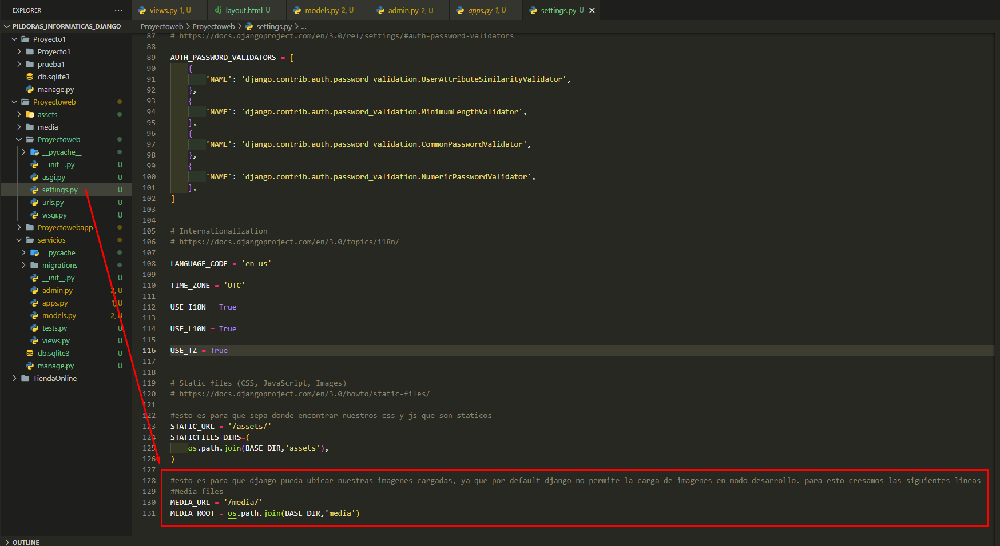 EXPLORER
···
views.py 1, U
layout.html U
models.py 2, U
admin.py 2, U
apps.py 1, U
settings.py U
PILDORAS_INFORMATICAS_DJANGO
Proyecto1
Proyecto1
prueba1
db.sqlite3
manage.py
Proyectoweb
assets
media
Proyectoweb
__pycache__
__init__.py U
asgi.py U
settings.py U
urls.py U
wsgi.py U
Proyectowebapp
servicios
__pycache__
migrations
__init__.py U
admin.py 2, U
apps.py 1, U
models.py 2, U
tests.py U
views.py U
db.sqlite3 U
manage.py U
TiendaOnline
OUTLINE
Proyectoweb > Proyectoweb > settings.py > ...
87 # https://docs.djangoproject.com/en/3.0/ref/settings/#auth-password-validators
88
89 AUTH_PASSWORD_VALIDATORS = [
90 {
91 'NAME': 'django.contrib.auth.password_validation.UserAttributeSimilarityValidator',
92 },
93 {
94 'NAME': 'django.contrib.auth.password_validation.MinimumLengthValidator',
95 },
96 {
97 'NAME': 'django.contrib.auth.password_validation.CommonPasswordValidator',
98 },
99 {
100 'NAME': 'django.contrib.auth.password_validation.NumericPasswordValidator',
101 },
102 ]
103
104
105 # Internationalization
106 # https://docs.djangoproject.com/en/3.0/topics/i18n/
107
108 LANGUAGE_CODE = 'en-us'
109
110 TIME_ZONE = 'UTC'
111
112 USE_I18N = True
113
114 USE_L10N = True
115
116 USE_TZ = True
117
118
119 # Static files (CSS, JavaScript, Images)
120 # https://docs.djangoproject.com/en/3.0/howto/static-files/
121
122 #esto es para que sepa donde encontrar nuestros css y js que son staticos
123 STATIC_URL = '/assets/'
124 STATICFILES_DIRS=(
125 os.path.join(BASE_DIR,'assets'),
126 )
127
128 #esto es para que django pueda ubicar nuestras imagenes cargadas, ya que por default django no permite la carga de imagenes en modo desarrollo. para esto cresamos las siguientes lineas
129 #Media files
130 MEDIA_URL = '/media/'
131 MEDIA_ROOT = os.path.join(BASE_DIR,'media')